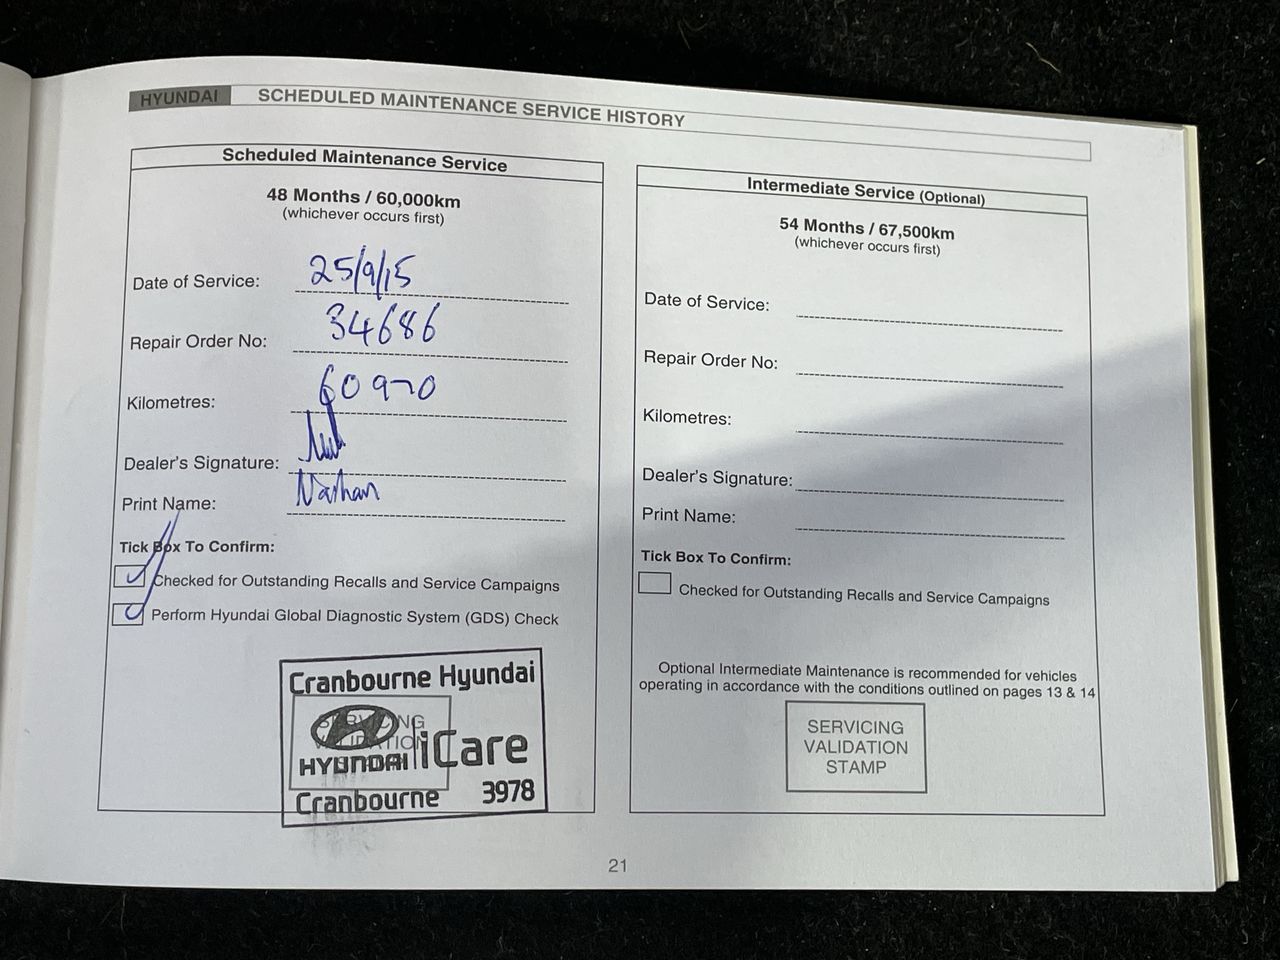 HYUNDAI SCHEDULED MAINTENANCE SERVICE HISTORY
Scheduled Maintenance Service
48 Months / 60,000km
(whichever occurs first)
Date of Service: 25/9/15
Repair Order No: 34686
Kilometres: 60970
Dealer's Signature:
Print Name: Nathan
Tick Box To Confirm:
Checked for Outstanding Recalls and Service Campaigns
Perform Hyundai Global Diagnostic System (GDS) Check
Cranbourne Hyundai
SERVICING
VALIDATION
HYUNDAI iCare
Cranbourne 3978
Intermediate Service (Optional)
54 Months / 67,500km
(whichever occurs first)
Date of Service:
Repair Order No:
Kilometres:
Dealer's Signature:
Print Name:
Tick Box To Confirm:
Checked for Outstanding Recalls and Service Campaigns
Optional Intermediate Maintenance is recommended for vehicles
operating in accordance with the conditions outlined on pages 13 & 14
SERVICING
VALIDATION
STAMP
21